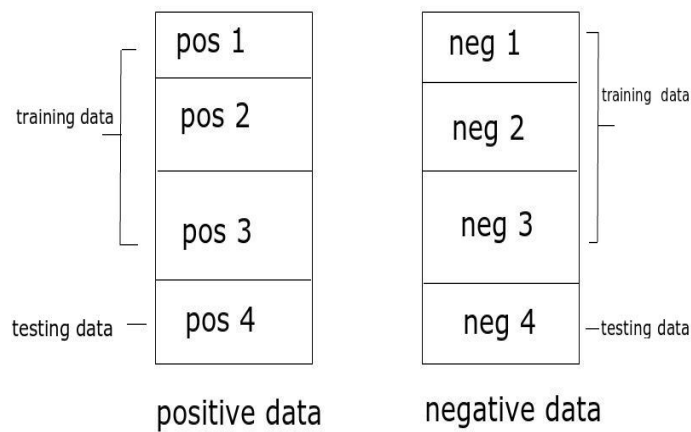 pos 1
pos 2
pos 3
pos 4
training data
testing data
positive data
neg 1
neg 2
neg 3
neg 4
training data
testing data
negative data